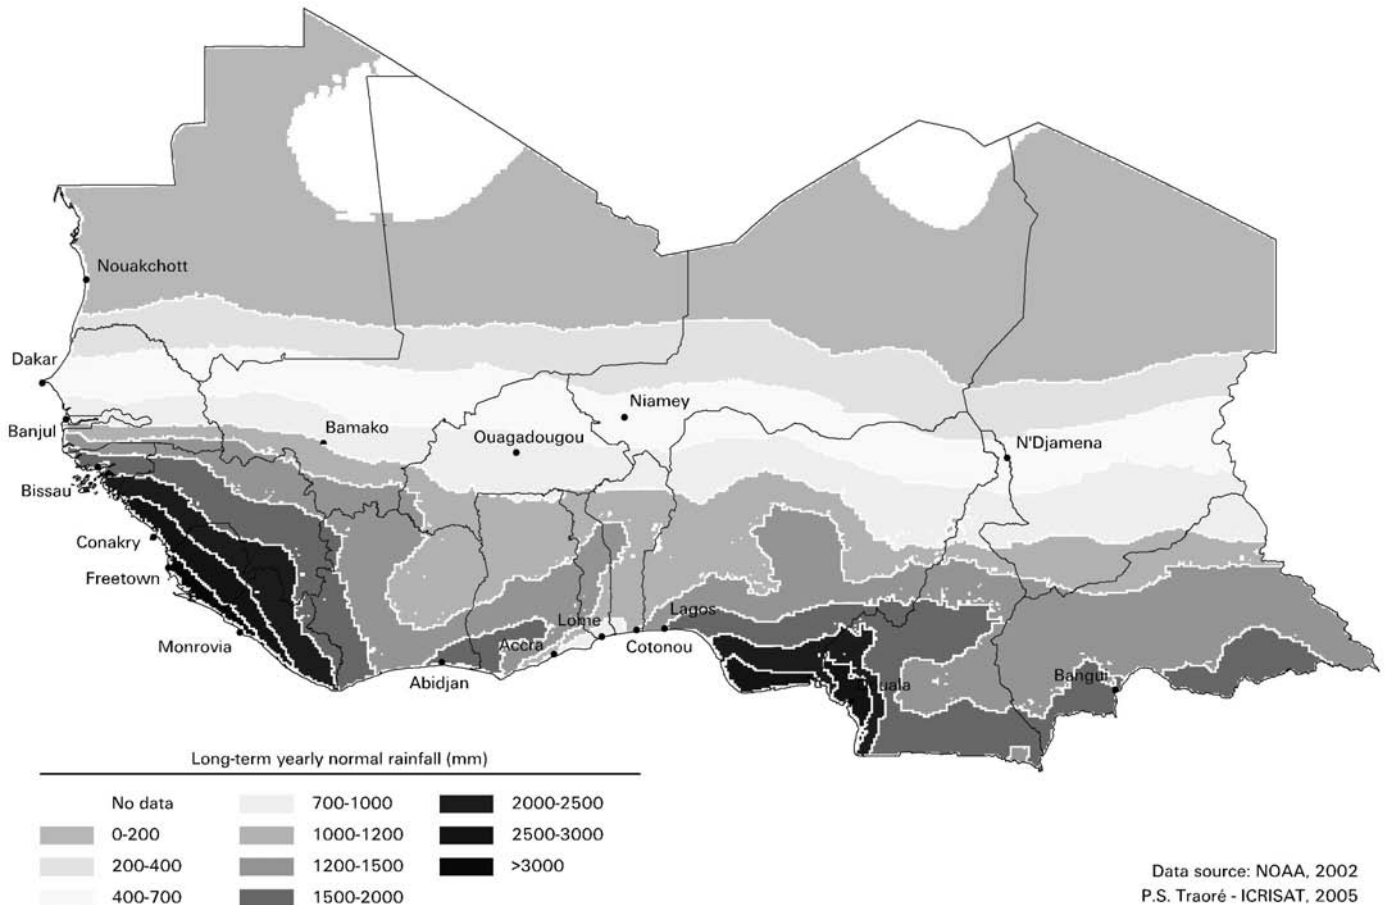 Nouakchott
Dakar
Niamey
Banjul
Bamako
Ouagadougou
N'Djamena
Bissau
Conakry
Freetown
Lagos
Lome
Monrovia
Accra
Cotonou
Abidjan
Bangui
Long-term yearly normal rainfall (mm)
No data
700-1000
2000-2500
0-200
1000-1200
2500-3000
200-400
1200-1500
>3000
400-700
1500-2000
Data source: NOAA, 2002
P.S. Traoré - ICRISAT, 2005